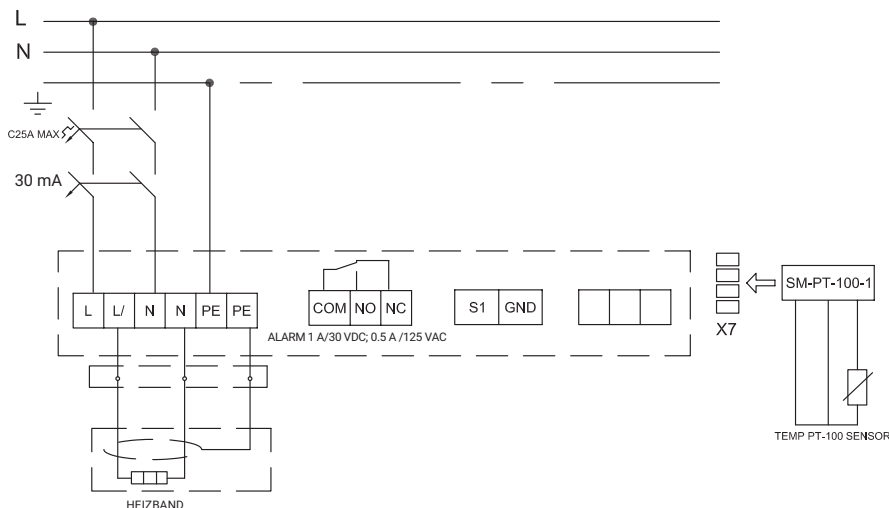 L
N
C25A MAX
30 mA
L L/ N N PE PE
COM NO NC
ALARM 1 A/30 VDC; 0.5 A /125 VAC
S1 GND
X7
SM-PT-100-1
TEMP PT-100 SENSOR
HEIZBAND